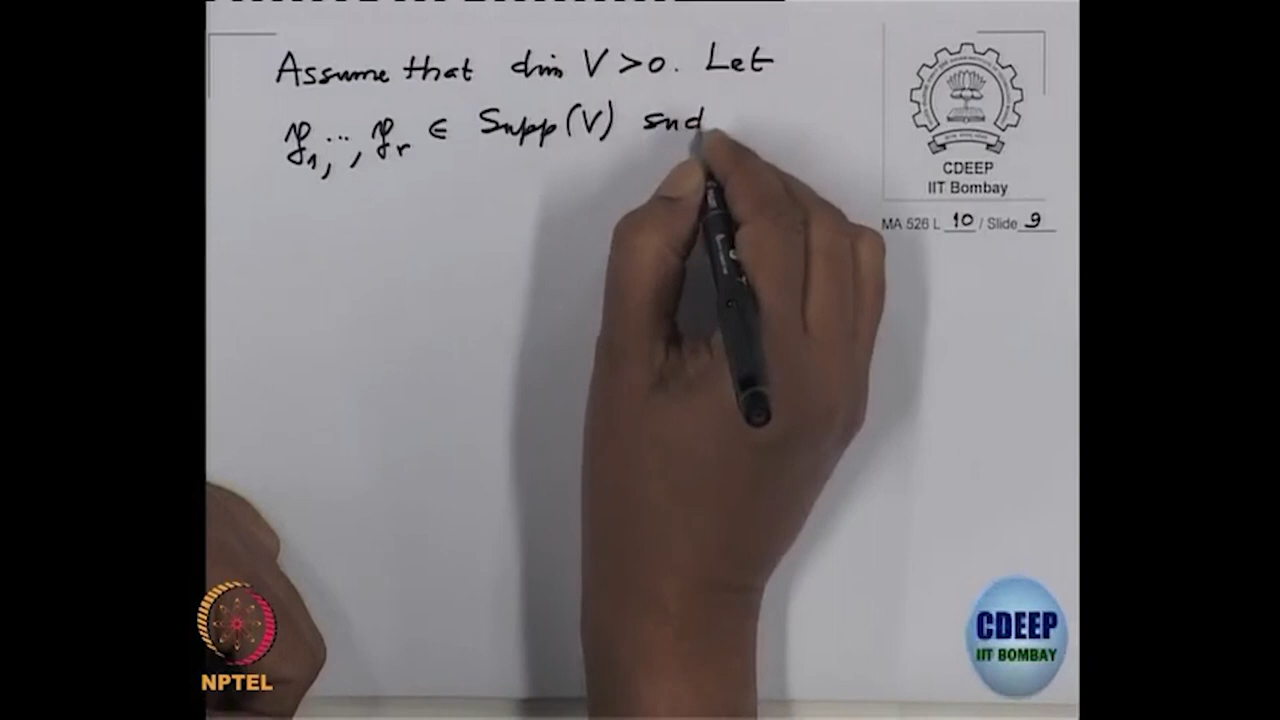 Assume that dim V > 0. Let
𝔭₁, ..., 𝔭ᵣ ∈ Supp(V) and
CDEEP
IIT Bombay
MA 526 L 10 / Slide 9
NPTEL
CDEEP
IIT BOMBAY